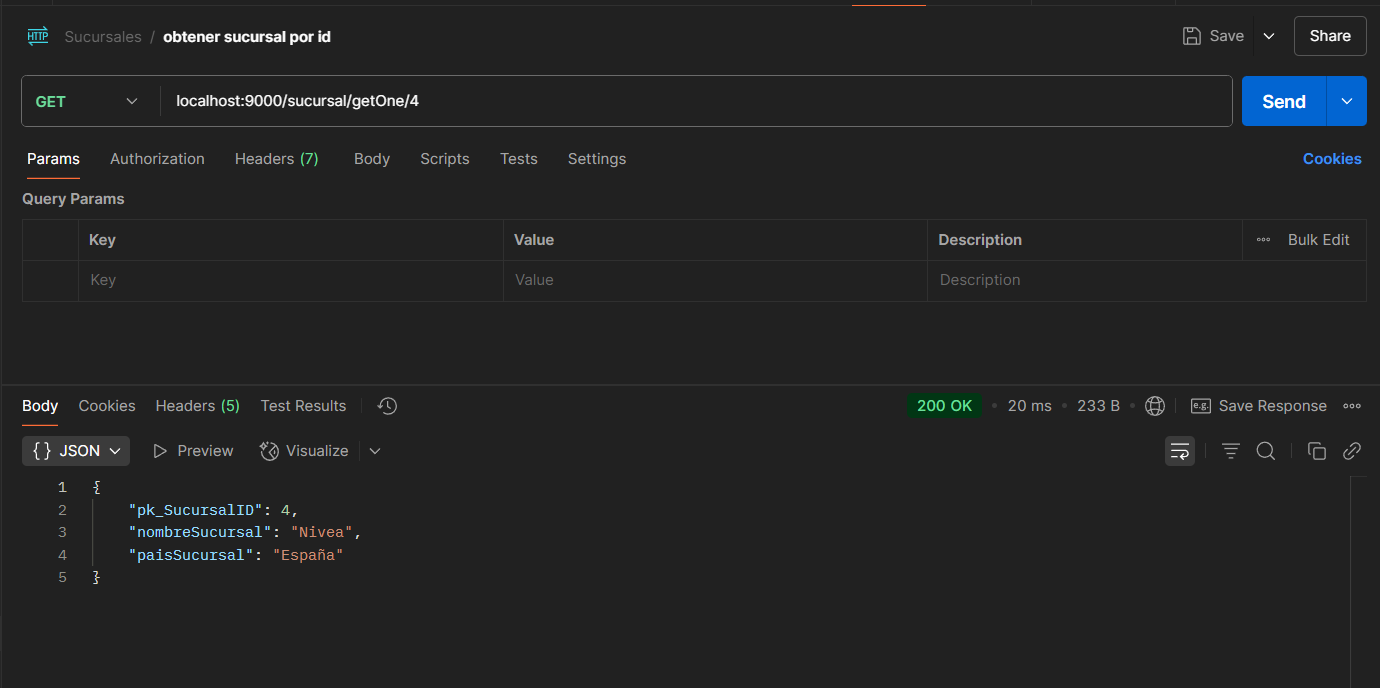 HTTP Sucursales / obtener sucursal por id Save Share
GET localhost:9000/sucursal/getOne/4 Send
Params Authorization Headers (7) Body Scripts Tests Settings Cookies
Query Params
Key Value Description Bulk Edit
Key Value Description
Body Cookies Headers (5) Test Results 200 OK • 20 ms • 233 B • e.g. Save Response
{} JSON Preview Visualize
1 {
2 "pk_SucursalID": 4,
3 "nombreSucursal": "Nivea",
4 "paisSucursal": "España"
5 }